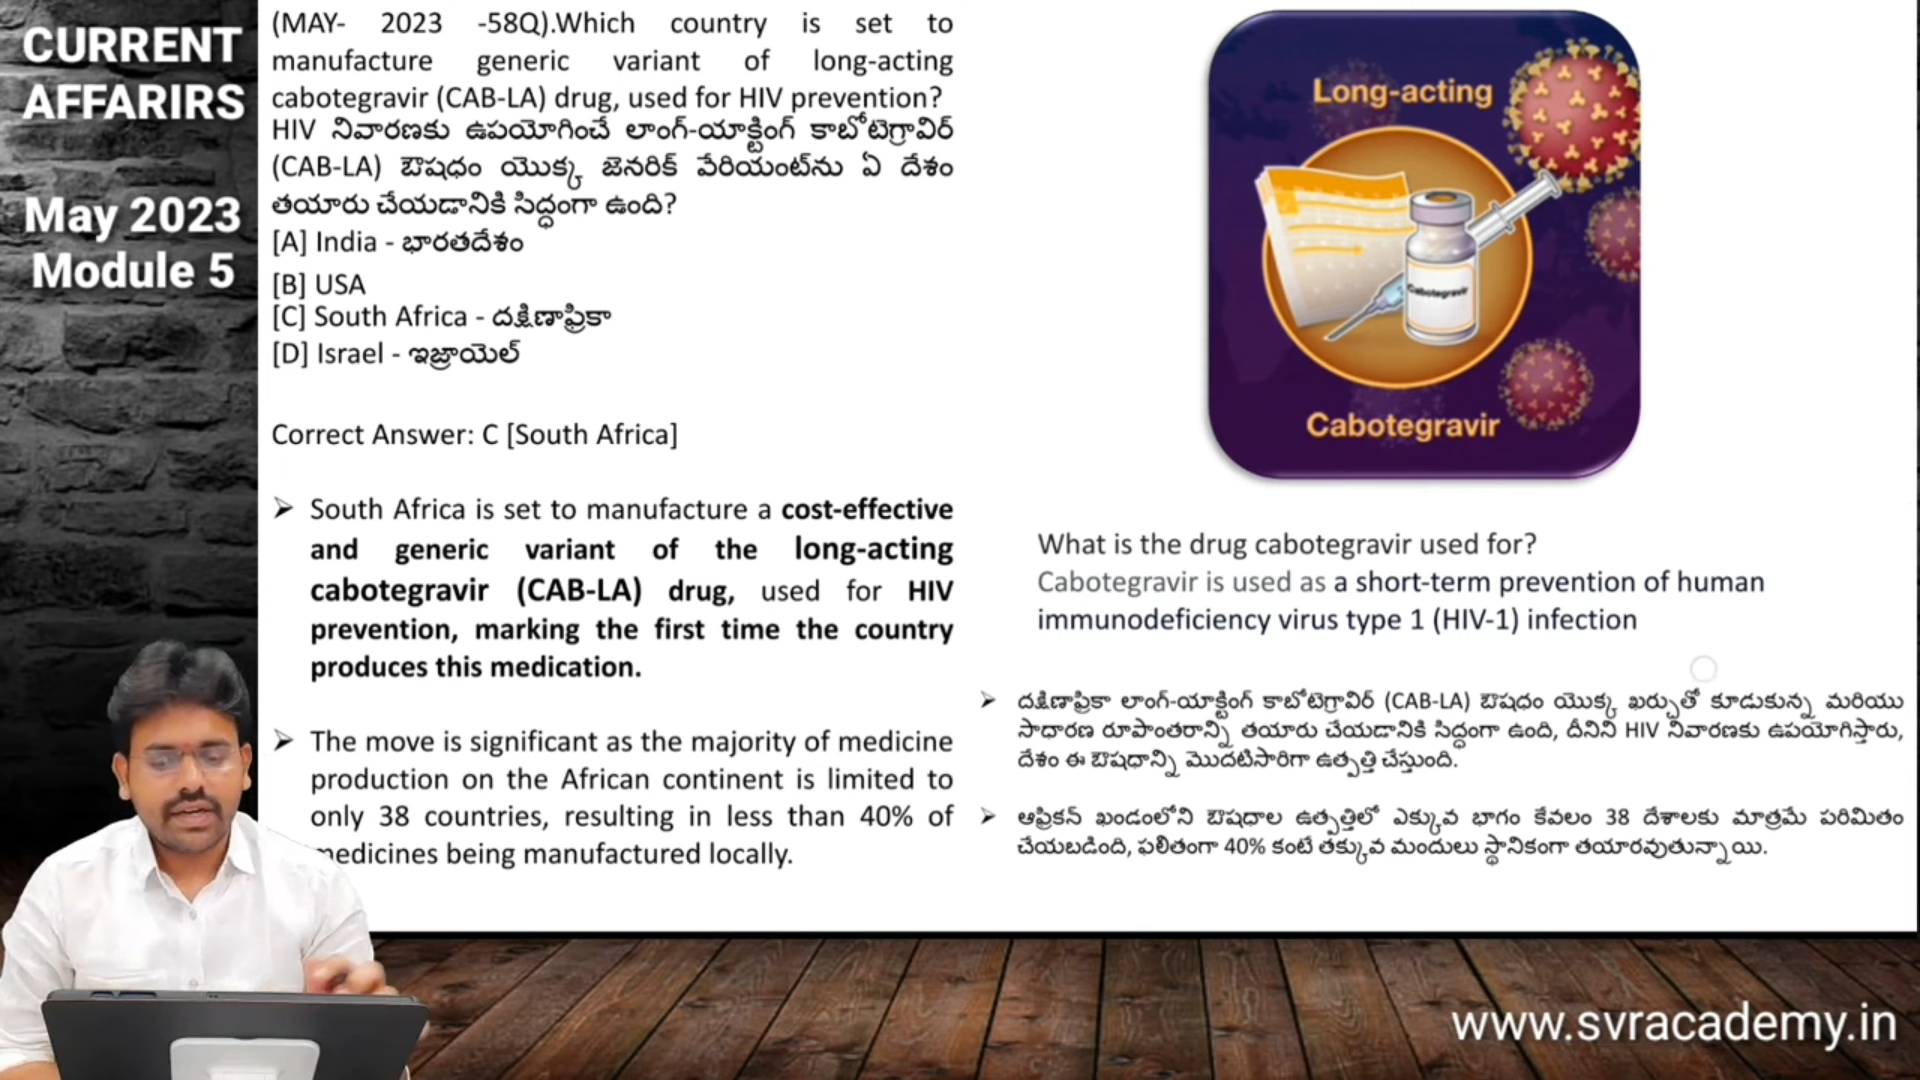 CURRENT
AFFARIRS
May 2023
Module 5
(MAY- 2023 -58Q).Which country is set to
manufacture generic variant of long-acting
cabotegravir (CAB-LA) drug, used for HIV prevention?
HIV నివారణకు ఉపయోగించే లాంగ్-యాక్టింగ్ కాబోటెగ్రావిర్
(CAB-LA) ఔషధం యొక్క జెనరిక్ వేరియంట్‌ను ఏ దేశం
తయారు చేయడానికి సిద్ధంగా ఉంది?
[A] India - భారతదేశం
[B] USA
[C] South Africa - దక్షిణాఫ్రికా
[D] Israel - ఇజ్రాయెల్
Correct Answer: C [South Africa]
➢ South Africa is set to manufacture a cost-effective
and generic variant of the long-acting
cabotegravir (CAB-LA) drug, used for HIV
prevention, marking the first time the country
produces this medication.
➢ The move is significant as the majority of medicine
production on the African continent is limited to
only 38 countries, resulting in less than 40% of
medicines being manufactured locally.
Long-acting
Cabotegravir
Cabotegravir
What is the drug cabotegravir used for?
Cabotegravir is used as a short-term prevention of human
immunodeficiency virus type 1 (HIV-1) infection
➢ దక్షిణాఫ్రికా లాంగ్-యాక్టింగ్ కాబోటెగ్రావిర్ (CAB-LA) ఔషధం యొక్క ఖర్చుతో కూడుకున్న మరియు
సాధారణ రూపాంతరాన్ని తయారు చేయడానికి సిద్ధంగా ఉంది, దీనిని HIV నివారణకు ఉపయోగిస్తారు,
దేశం ఈ ఔషధాన్ని మొదటిసారిగా ఉత్పత్తి చేస్తుంది.
➢ ఆఫ్రికన్ ఖండంలోని ఔషధాల ఉత్పత్తిలో ఎక్కువ భాగం కేవలం 38 దేశాలకు మాత్రమే పరిమితం
చేయబడింది, ఫలితంగా 40% కంటే తక్కువ మందులు స్థానికంగా తయారవుతున్నాయి.
www.svracademy.in